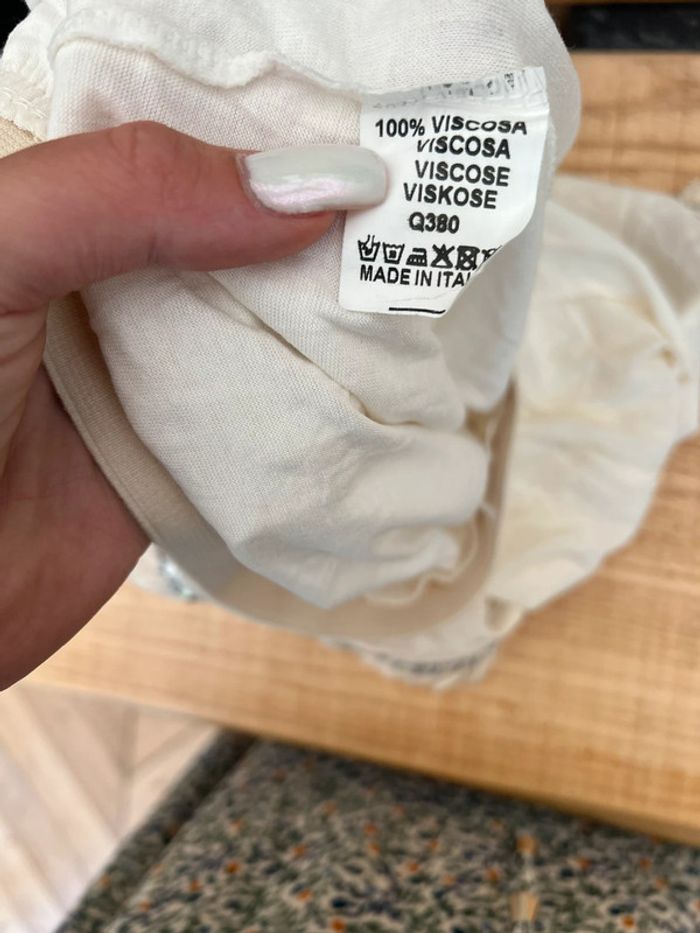 100% VISCOSA
VISCOSA
VISCOSE
VISKOSE
Q380
MADE IN ITAL